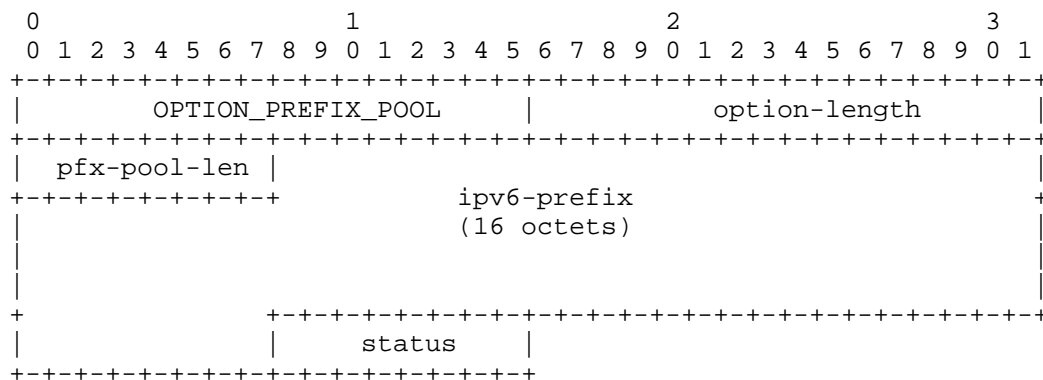 0                   1                   2                   3
 0 1 2 3 4 5 6 7 8 9 0 1 2 3 4 5 6 7 8 9 0 1 2 3 4 5 6 7 8 9 0 1
+-+-+-+-+-+-+-+-+-+-+-+-+-+-+-+-+-+-+-+-+-+-+-+-+-+-+-+-+-+-+-+-+
|        OPTION_PREFIX_POOL     |           option-length       |
+-+-+-+-+-+-+-+-+-+-+-+-+-+-+-+-+-+-+-+-+-+-+-+-+-+-+-+-+-+-+-+-+
|  pfx-pool-len |                                               |
+-+-+-+-+-+-+-+-+           ipv6-prefix                         +
|                           (16 octets)                         |
|                                                               |
|                                                               |
+               +-+-+-+-+-+-+-+-+-+-+-+-+-+-+-+-+-+-+-+-+-+-+-+-+
|               |     status    |
+-+-+-+-+-+-+-+-+-+-+-+-+-+-+-+-+